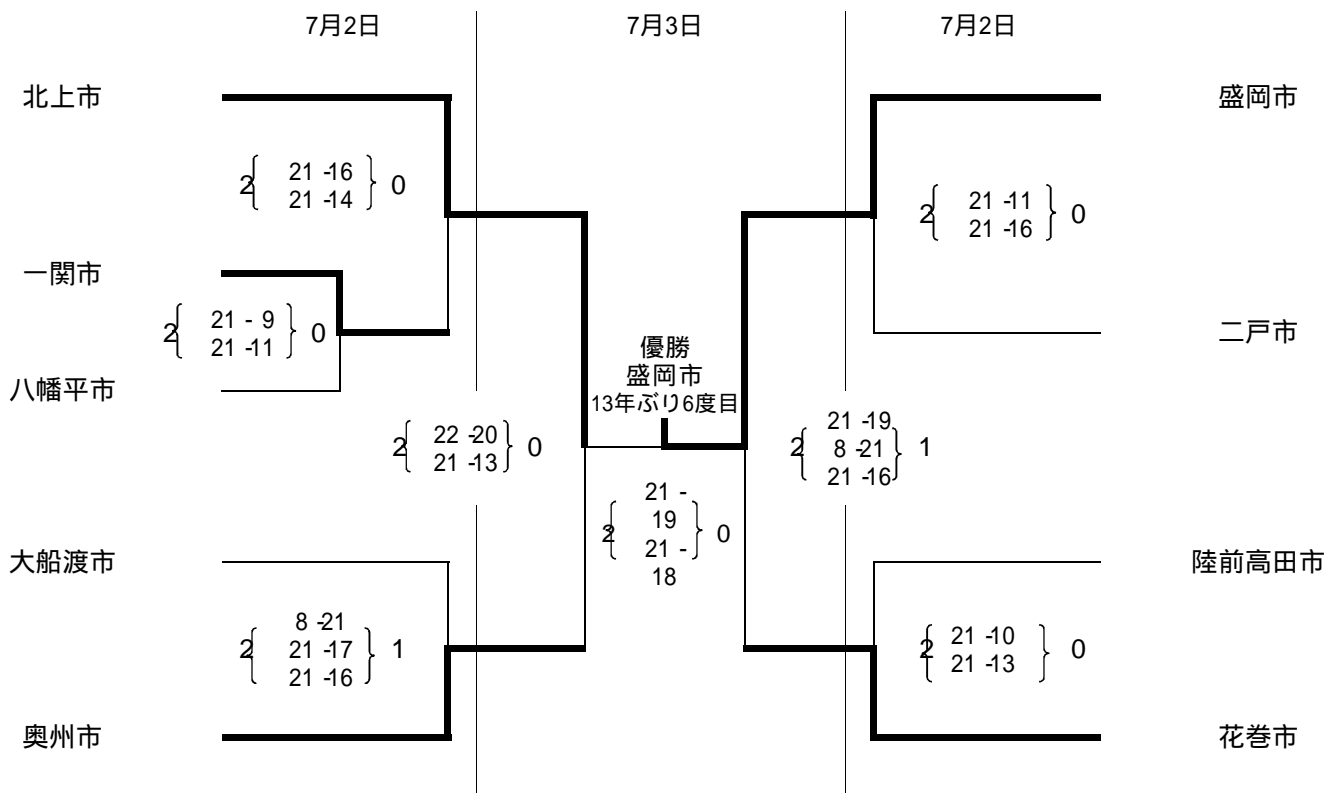 7月2日
7月3日
7月2日
北上市
盛岡市
2 { 21 -16 } 0
21 -14
2 { 21 -11 } 0
21 -16
一関市
2 { 21 - 9 } 0
21 -11
二戸市
八幡平市
優勝
盛岡市
13年ぶり6度目
2 { 22 -20 } 0
21 -13
21 -19
2 { 8 -21 } 1
21 -16
21 -
19
2 { } 0
21 -
18
大船渡市
陸前高田市
8 -21
2 { 21 -17 } 1
21 -16
2 { 21 -10 } 0
21 -13
奥州市
花巻市